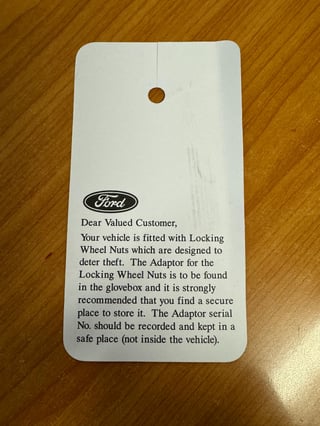 Ford
Dear Valued Customer,
Your vehicle is fitted with Locking
Wheel Nuts which are designed to
deter theft. The Adaptor for the
Locking Wheel Nuts is to be found
in the glovebox and it is strongly
recommended that you find a secure
place to store it. The Adaptor serial
No. should be recorded and kept in a
safe place (not inside the vehicle).